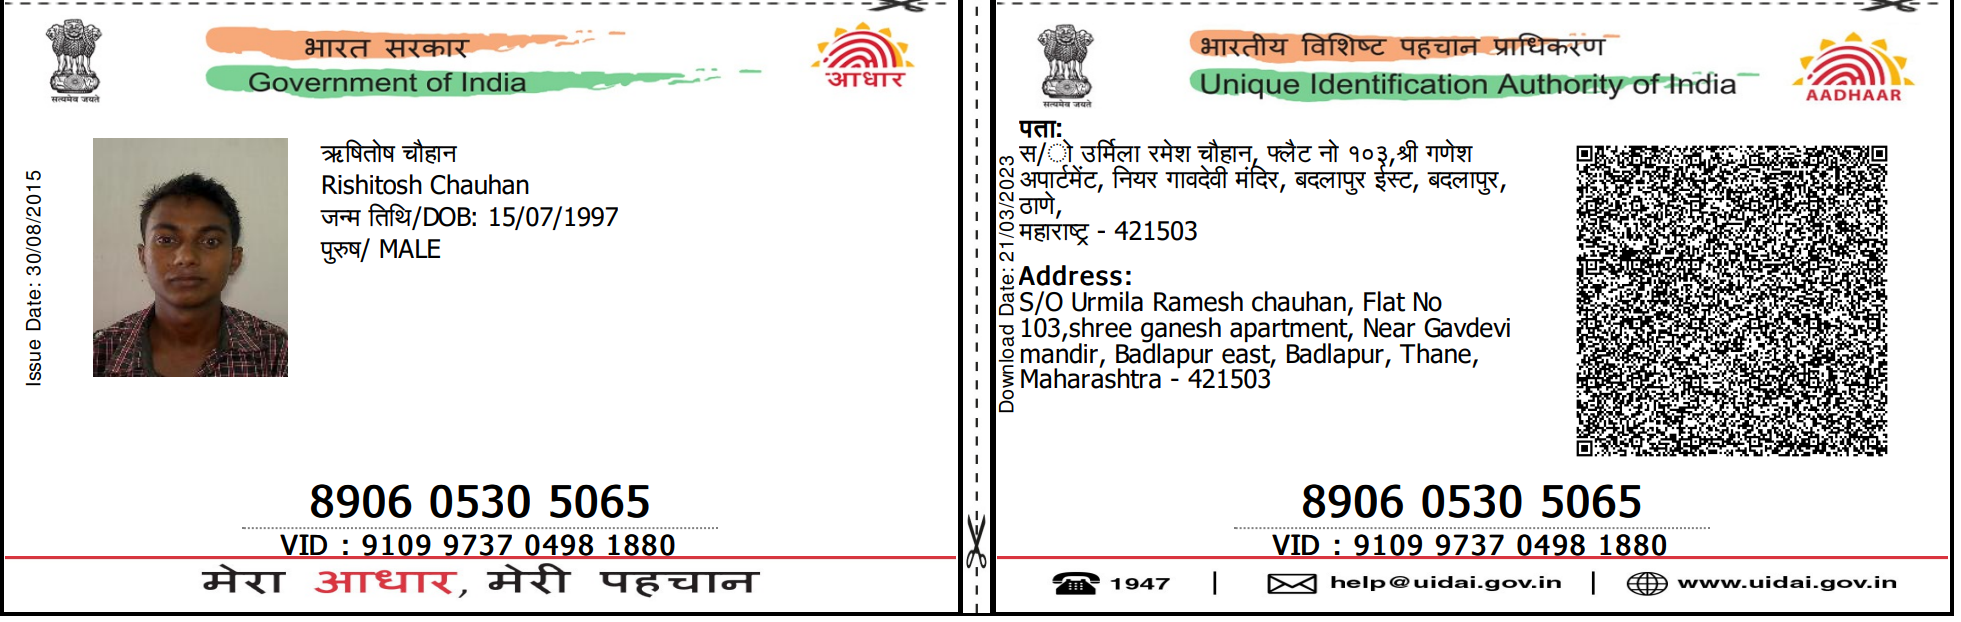 भारत सरकार
Government of India
सत्यमेव जयते
आधार
Issue Date: 30/08/2015
ऋषितोष चौहान
Rishitosh Chauhan
जन्म तिथि/DOB: 15/07/1997
पुरुष/ MALE
8906 0530 5065
VID : 9109 9737 0498 1880
मेरा आधार, मेरी पहचान
भारतीय विशिष्ट पहचान प्राधिकरण
Unique Identification Authority of India
सत्यमेव जयते
AADHAAR
Download Date: 21/03/2023
पता:
स/ो उर्मिला रमेश चौहान, फ्लैट नो १०३,श्री गणेश
अपार्टमेंट, नियर गावदेवी मंदिर, बदलापुर ईस्ट, बदलापुर,
ठाणे,
महाराष्ट्र - 421503
Address:
S/O Urmila Ramesh chauhan, Flat No
103,shree ganesh apartment, Near Gavdevi
mandir, Badlapur east, Badlapur, Thane,
Maharashtra - 421503
8906 0530 5065
VID : 9109 9737 0498 1880
1947 | help@uidai.gov.in | www.uidai.gov.in